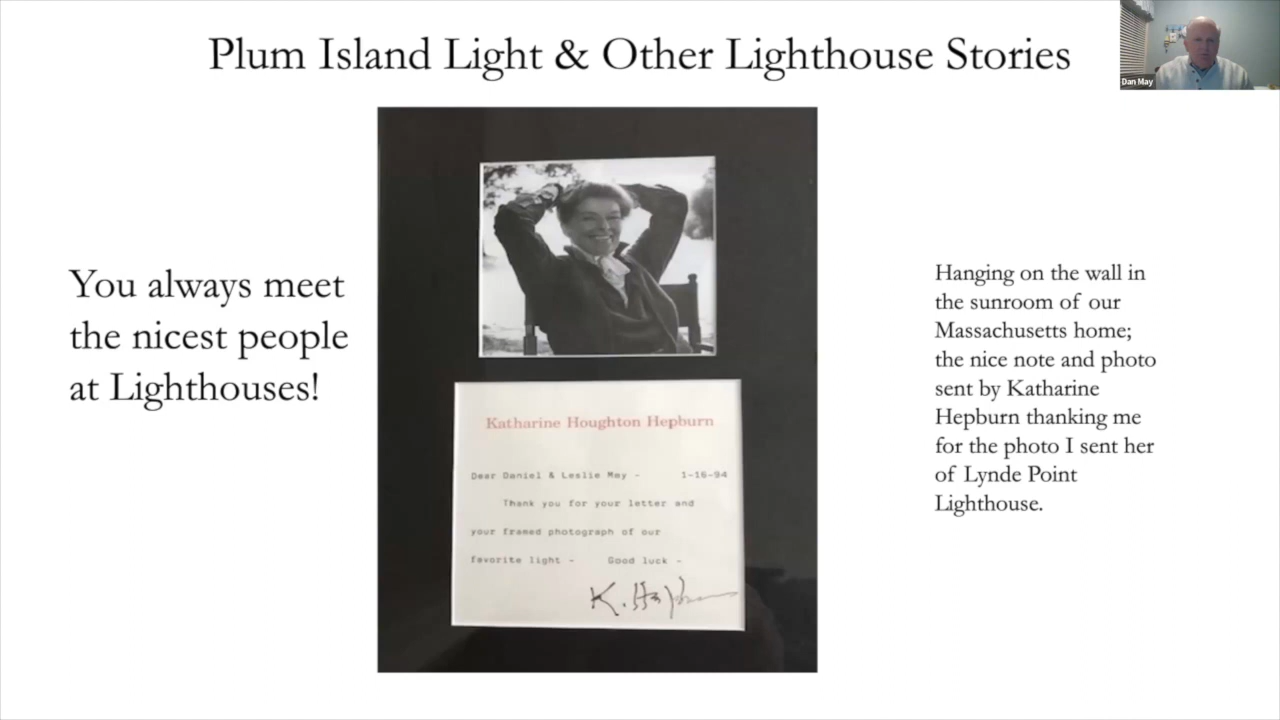 Plum Island Light & Other Lighthouse Stories
Dan May
You always meet
the nicest people
at Lighthouses!
Katharine Houghton Hepburn
Dear Daniel & Leslie May - 1-16-94
Thank you for your letter and
your framed photograph of our
favorite light - Good luck -
K. Hepburn
Hanging on the wall in
the sunroom of our
Massachusetts home;
the nice note and photo
sent by Katharine
Hepburn thanking me
for the photo I sent her
of Lynde Point
Lighthouse.